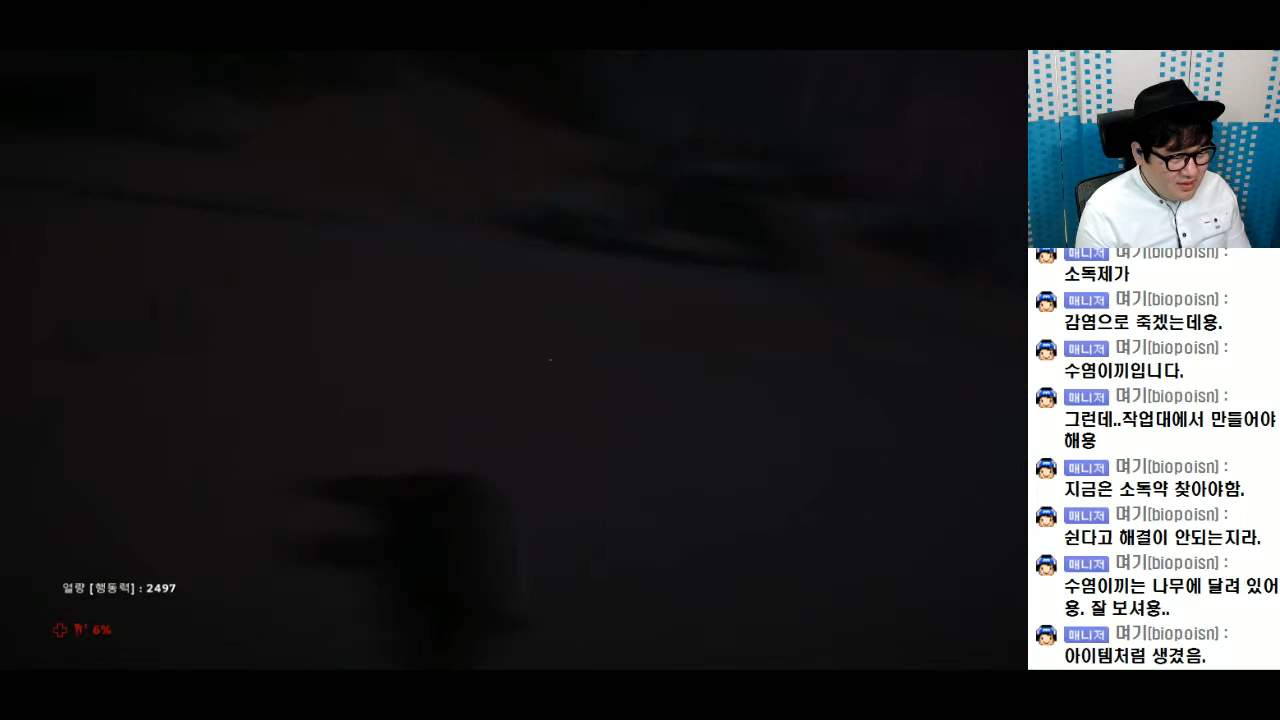 열량 [행동력] : 2497
6%
매니저 며기[biopoisn] :
소독제가
매니저 며기[biopoisn] :
감염으로 죽겠는데용.
매니저 며기[biopoisn] :
수염이끼입니다.
매니저 며기[biopoisn] :
그런데..작업대에서 만들어야
해용
매니저 며기[biopoisn] :
지금은 소독약 찾아야함.
매니저 며기[biopoisn] :
쉰다고 해결이 안되는지라.
매니저 며기[biopoisn] :
수염이끼는 나무에 달려 있어
용. 잘 보셔용..
매니저 며기[biopoisn] :
아이템처럼 생겼음.